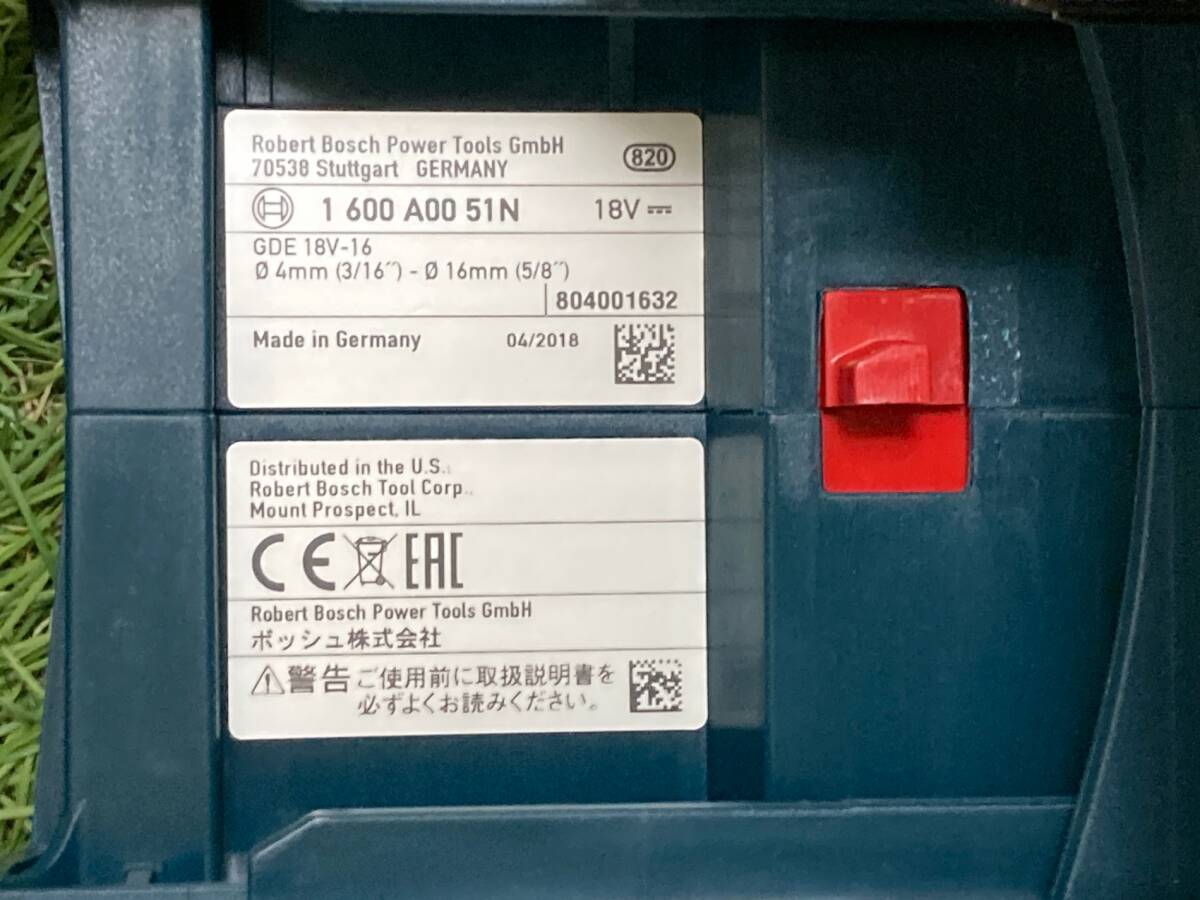 Robert Bosch Power Tools GmbH
70538 Stuttgart GERMANY
820
1 600 A00 51N 18V
GDE 18V-16
Ø 4mm (3/16˝) - Ø 16mm (5/8˝)
804001632
Made in Germany 04/2018
Distributed in the U.S.:
Robert Bosch Tool Corp.,
Mount Prospect, IL
CE EAC
Robert Bosch Power Tools GmbH
ボッシュ株式会社
警告 ご使用前に取扱説明書を
必ずよくお読みください。